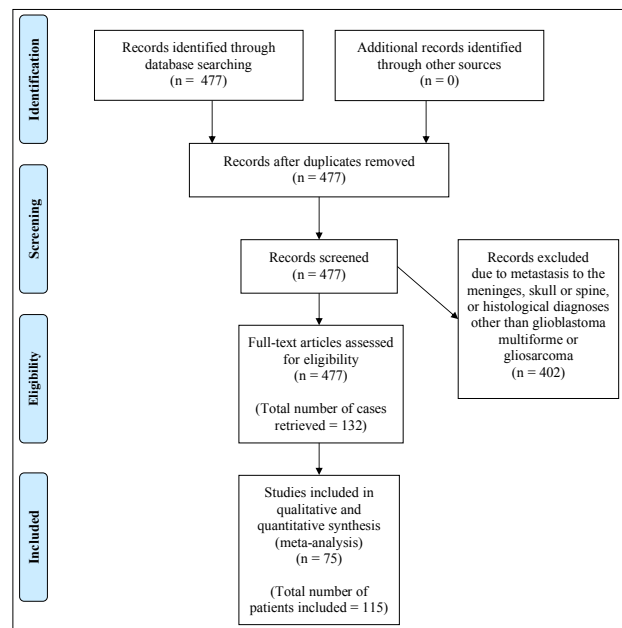 Identification
Records identified through
database searching
(n = 477)
Additional records identified
through other sources
(n = 0)
Records after duplicates removed
(n = 477)
Screening
Records screened
(n = 477)
Records excluded
due to metastasis to the
meninges, skull or spine,
or histological diagnoses
other than glioblastoma
multiforme or
gliosarcoma
(n = 402)
Eligibility
Full-text articles assessed
for eligibility
(n = 477)
(Total number of cases
retrieved = 132)
Included
Studies included in
qualitative and
quantitative synthesis
(meta-analysis)
(n = 75)
(Total number of
patients included = 115)